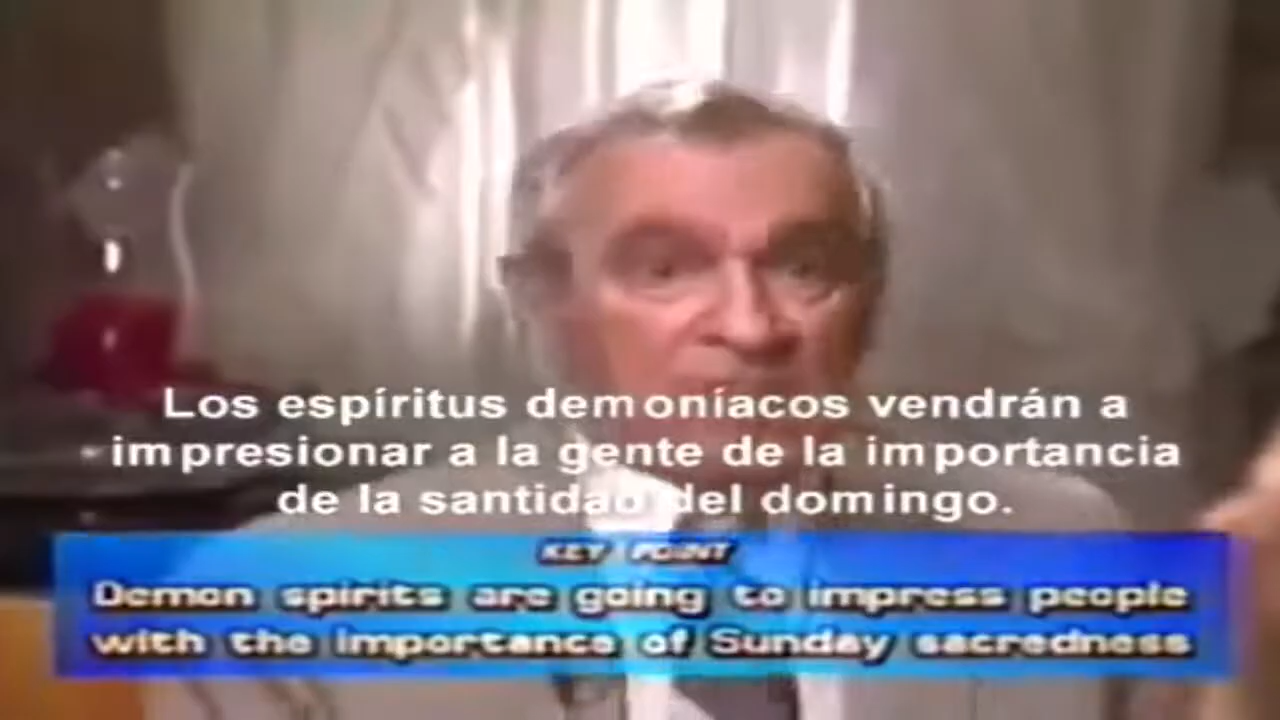 Los espíritus demoníacos vendrán a
impresionar a la gente de la importancia
de la santidad del domingo.
KEY POINT
Demon spirits are going to impress people
with the importance of Sunday sacredness